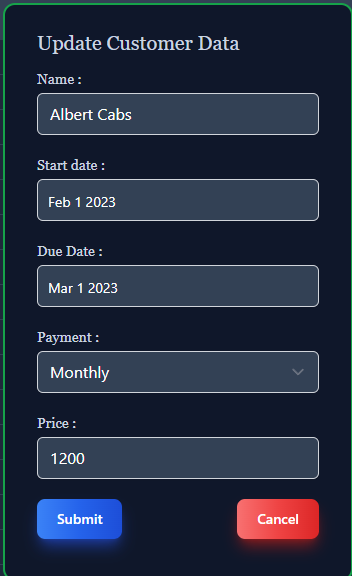 Update Customer Data
Name :
Albert Cabs
Start date :
Feb 1 2023
Due Date :
Mar 1 2023
Payment :
Monthly
Price :
1200
Submit Cancel